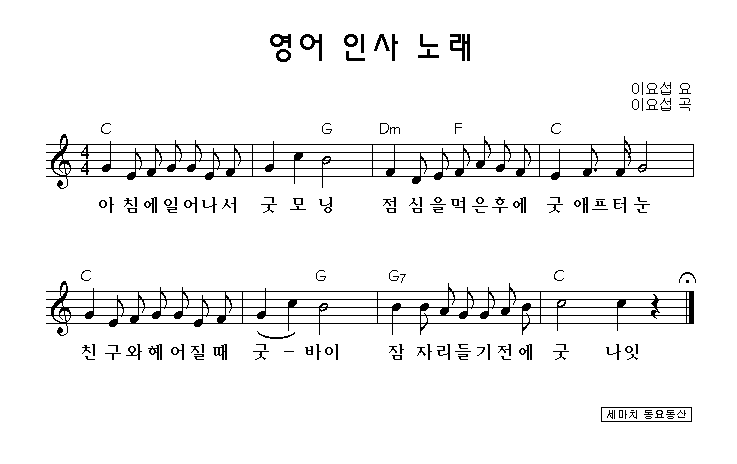 영어 인사 노래
이요섭 요
이요섭 곡
C G Dm F C
4
4
아 침에일어나서 굿 모 닝 점 심을먹은후에 굿 애프터눈
C G G7 C
친 구와헤어질때 굿 - 바이 잠 자리들기전에 굿 나잇
세마치 동요동산